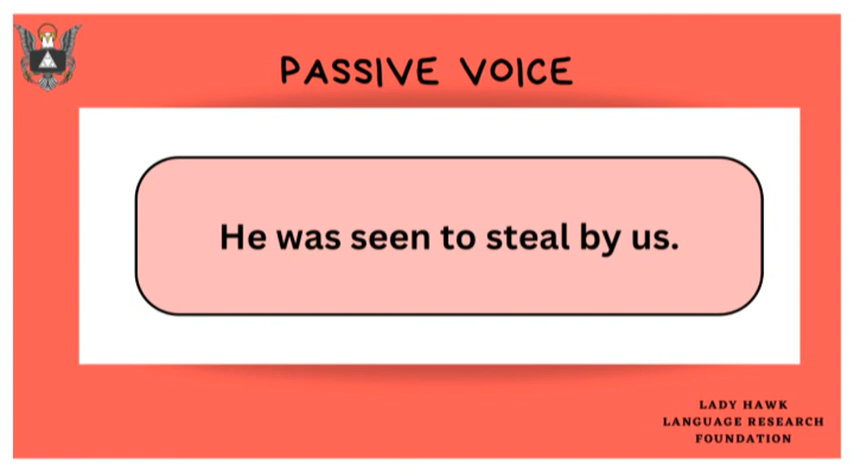 PASSIVE VOICE
He was seen to steal by us.
LADY HAWK
LANGUAGE RESEARCH
FOUNDATION